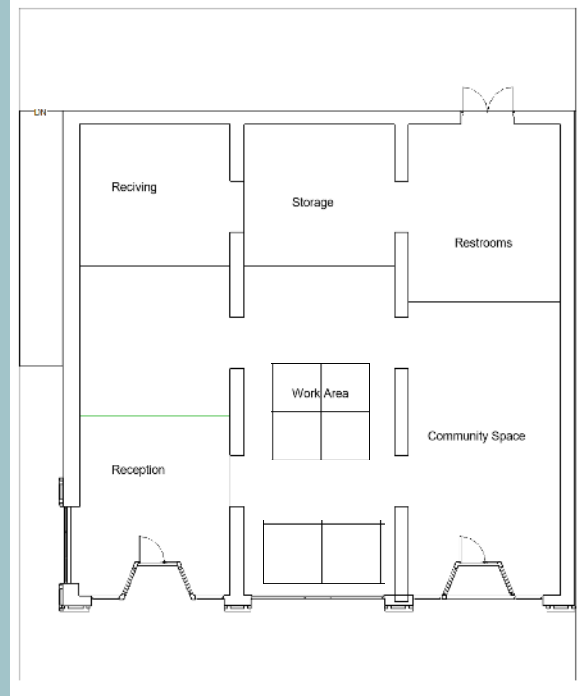 DN
Reciving
Storage
Restrooms
Work Area
Community Space
Reception